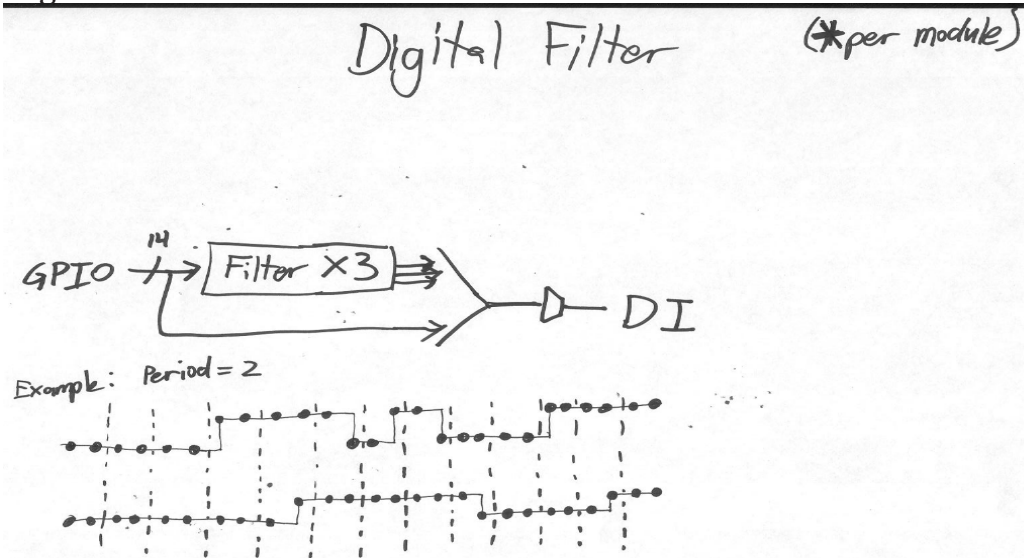 Digital Filter
(*per module)
14
GPIO
Filter X3
DI
Example: Period = 2